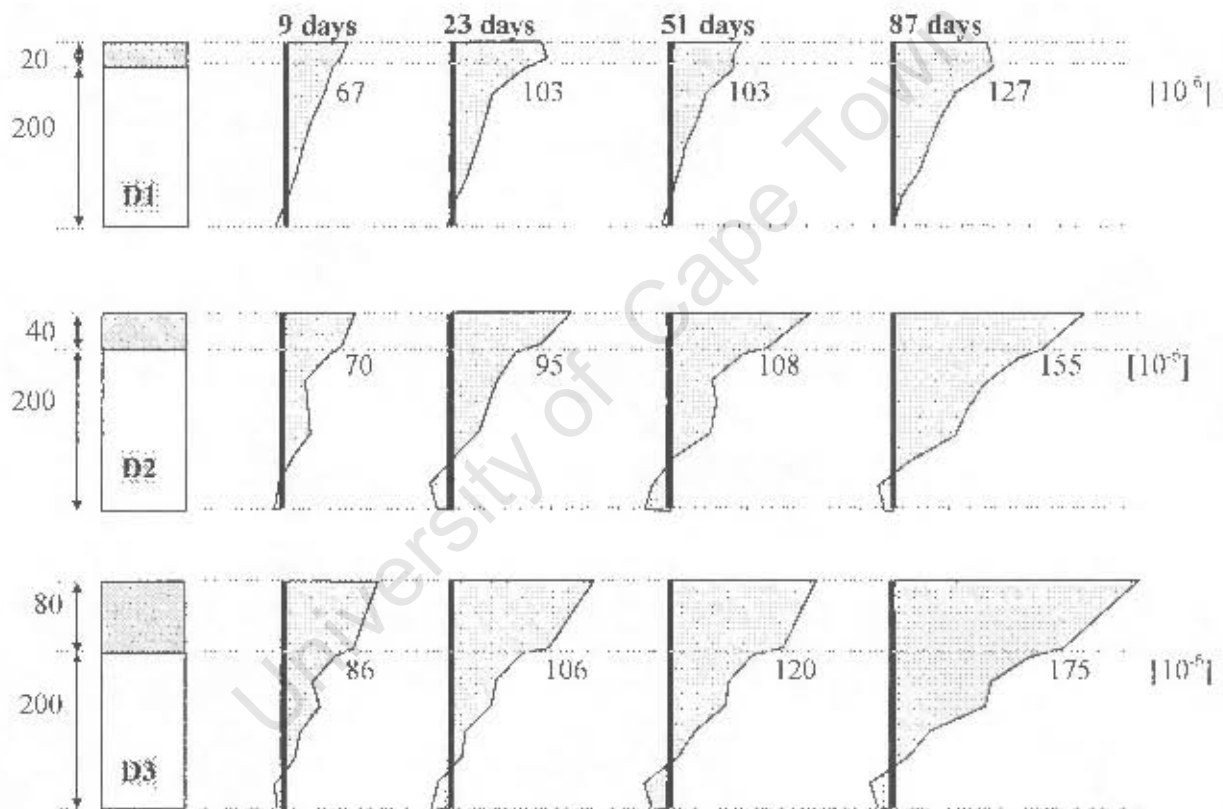 9 days 23 days 51 days 87 days
20
67 103 103 127 [10⁻⁶]
200
D1
40
70 95 108 155 [10⁻⁶]
200
D2
80
86 106 120 175 [10⁻⁶]
200
D3
University of Cape Town